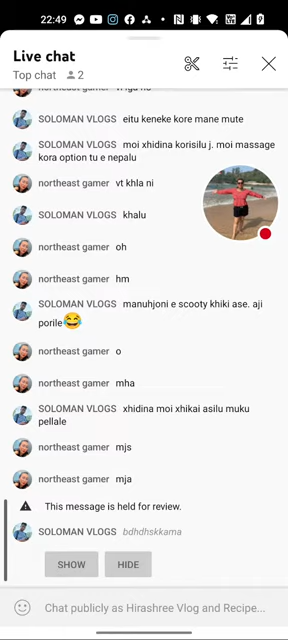 22:49
Live chat
Top chat 2
northeast gamer
SOLOMAN VLOGS eitu keneke kore mane mute
SOLOMAN VLOGS moi xhidina korisilu j. moi massage
kora option tu e nepalu
northeast gamer vt khla ni
SOLOMAN VLOGS khalu
northeast gamer oh
northeast gamer hm
SOLOMAN VLOGS manuhjoni e scooty khiki ase. aji
porile😂
northeast gamer o
northeast gamer mha
SOLOMAN VLOGS xhidina moi xhikai asilu muku
pellale
northeast gamer mjs
northeast gamer mja
This message is held for review.
SOLOMAN VLOGS bdhdhskkama
SHOW HIDE
Chat publicly as Hirashree Vlog and Recipe...